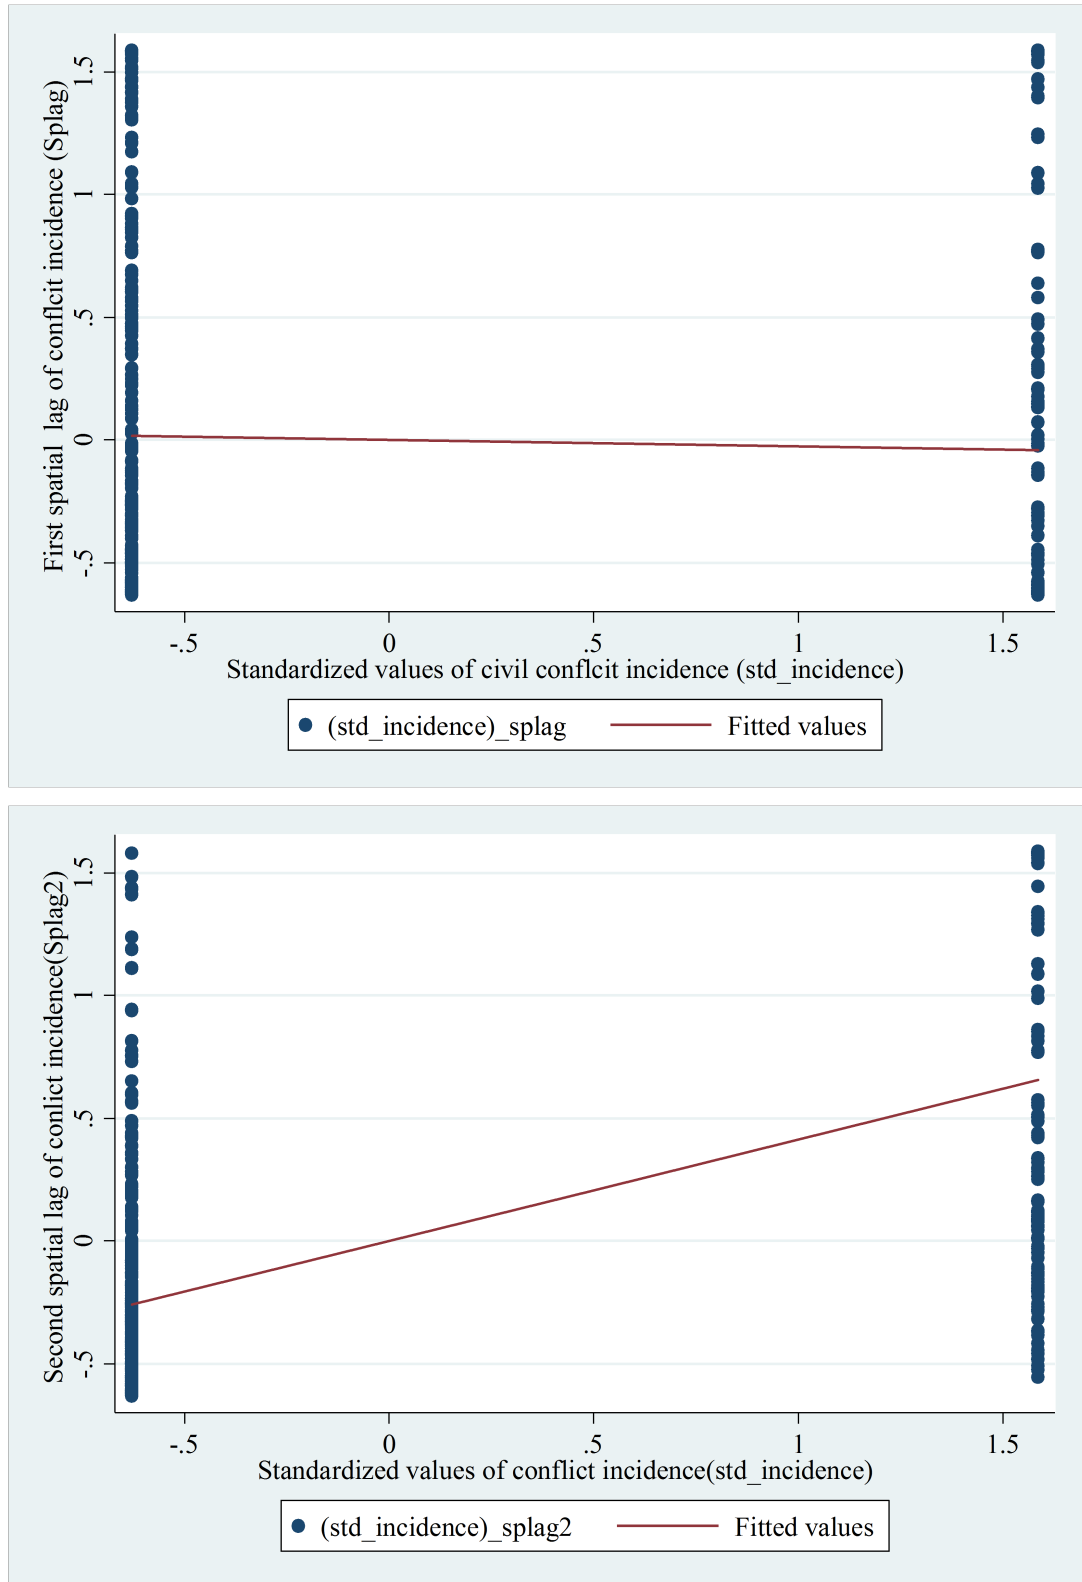 1.5
1
.5
0
-.5
First spatial lag of conflcit incidence (Splag)
-.5 0 .5 1 1.5
Standardized values of civil conflcit incidence (std_incidence)
(std_incidence)_splag Fitted values
1.5
1
.5
0
-.5
Second spatial lag of conlict incidence(Splag2)
-.5 0 .5 1 1.5
Standardized values of conflict incidence(std_incidence)
(std_incidence)_splag2 Fitted values